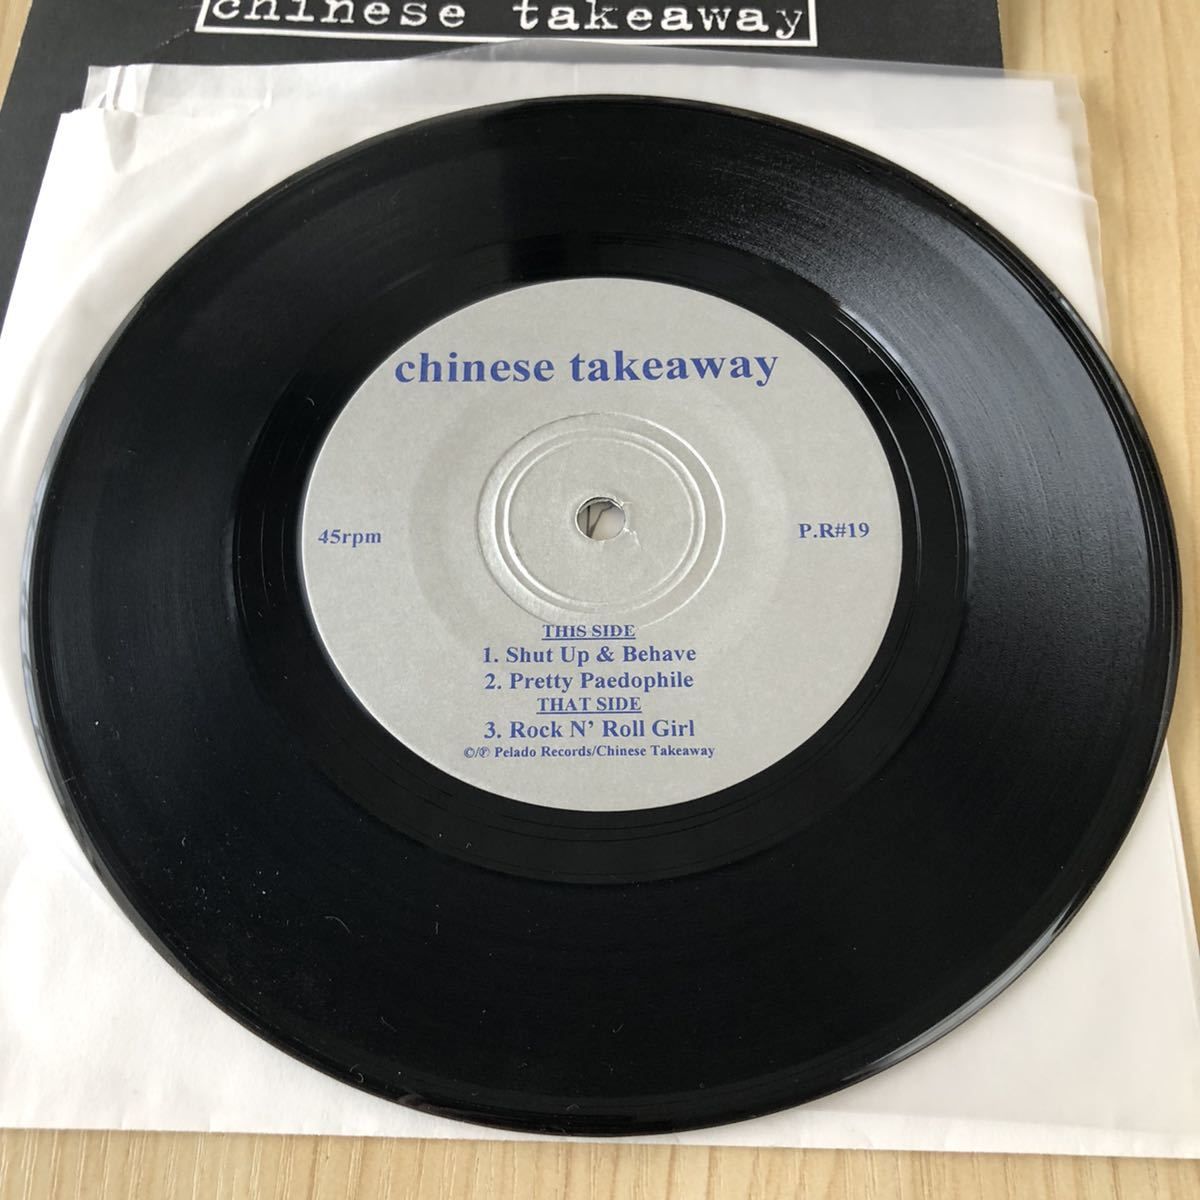 chinese takeaway
chinese takeaway
45rpm
P.R#19
THIS SIDE
1. Shut Up & Behave
2. Pretty Paedophile
THAT SIDE
3. Rock N’ Roll Girl
©/℗ Pelado Records/Chinese Takeaway